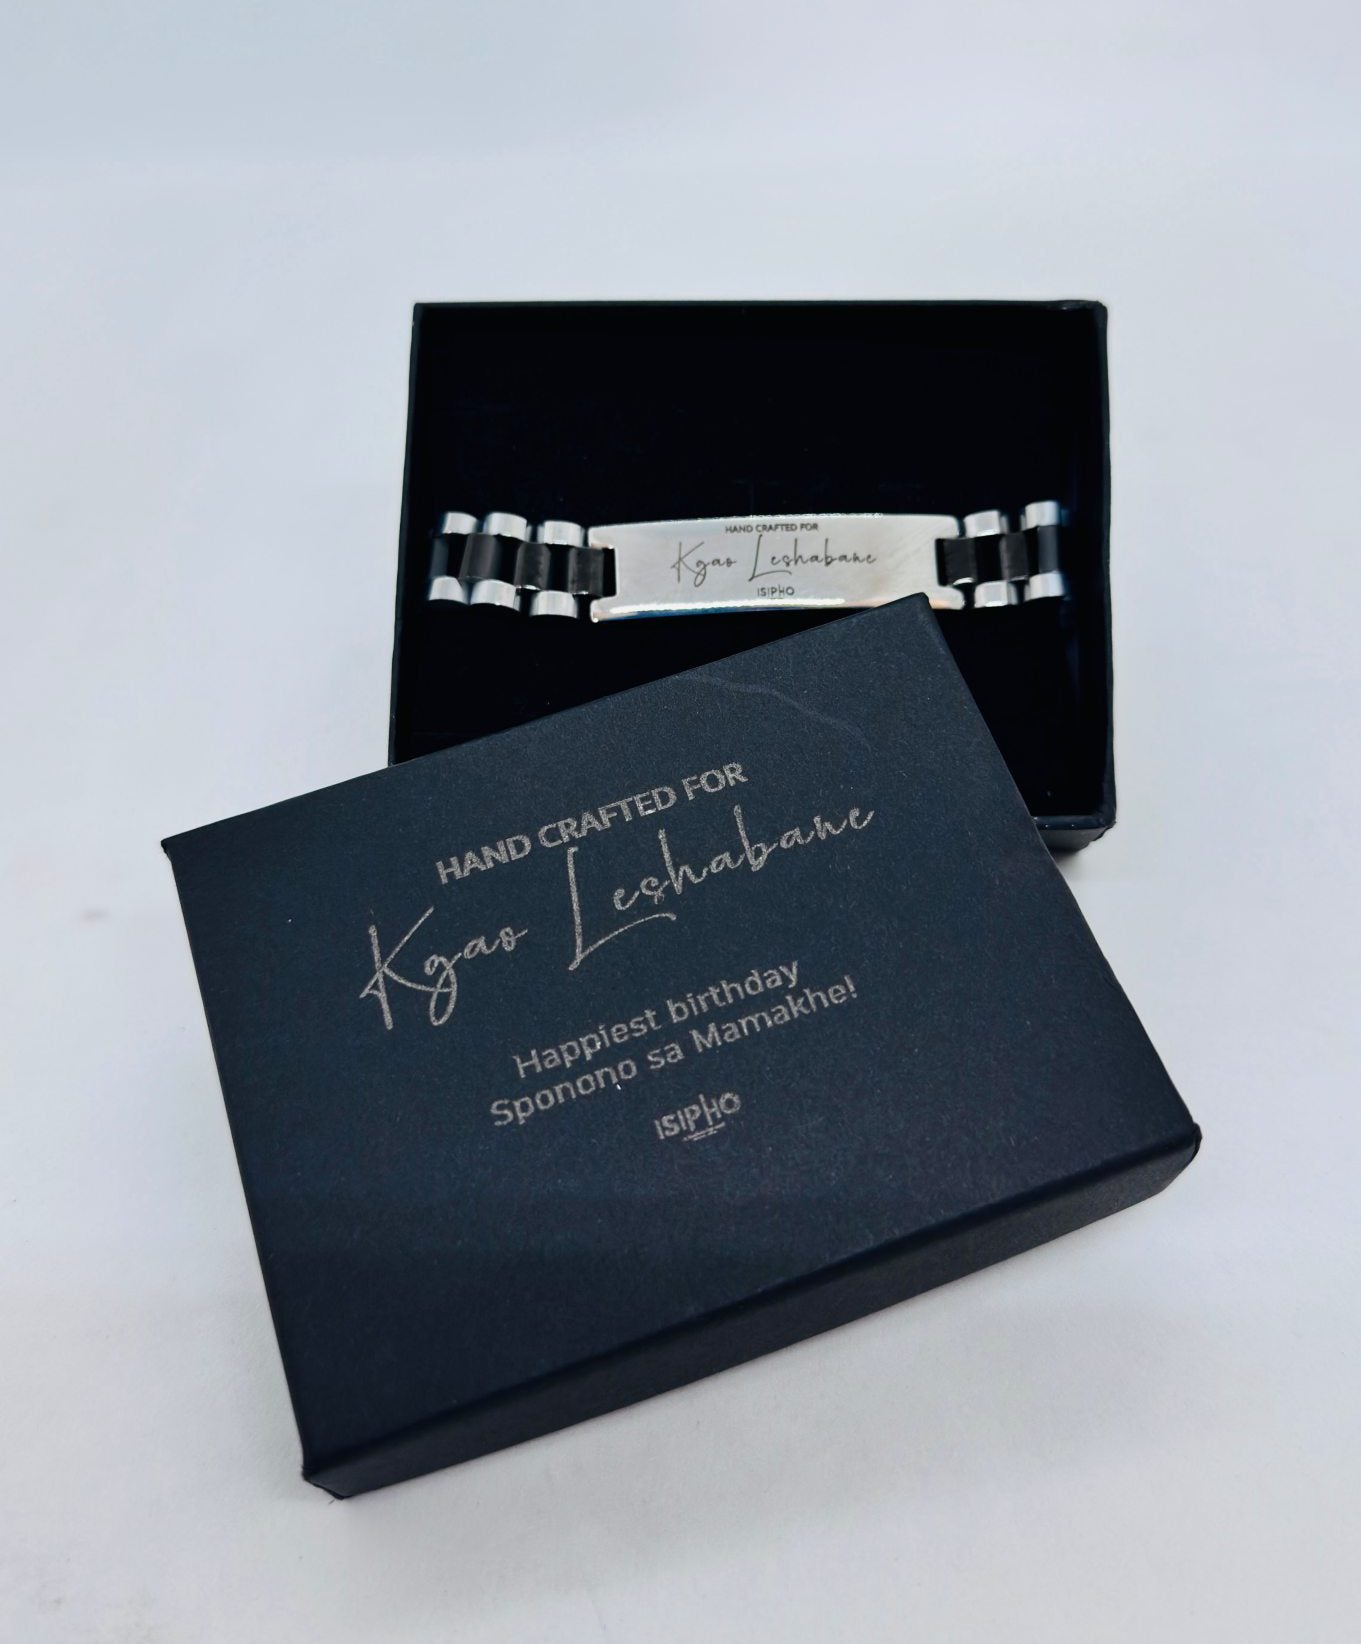 HAND CRAFTED FOR
Kgao Leshabane
ISIPHO
HAND CRAFTED FOR
Kgao Leshabane
Happiest birthday
Sponono sa Mamakhe!
ISIPHO